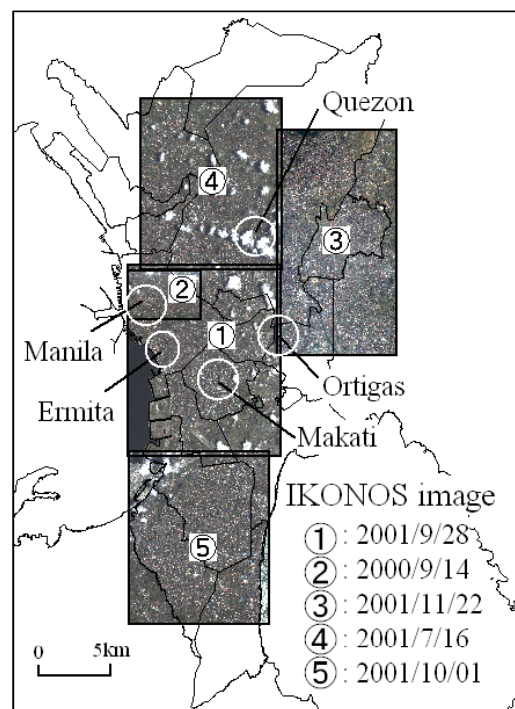 Quezon
④
③
②
①
Manila
Ermita
Ortigas
Makati
IKONOS image
① : 2001/9/28
② : 2000/9/14
③ : 2001/11/22
④ : 2001/7/16
⑤ : 2001/10/01
⑤
0 5km